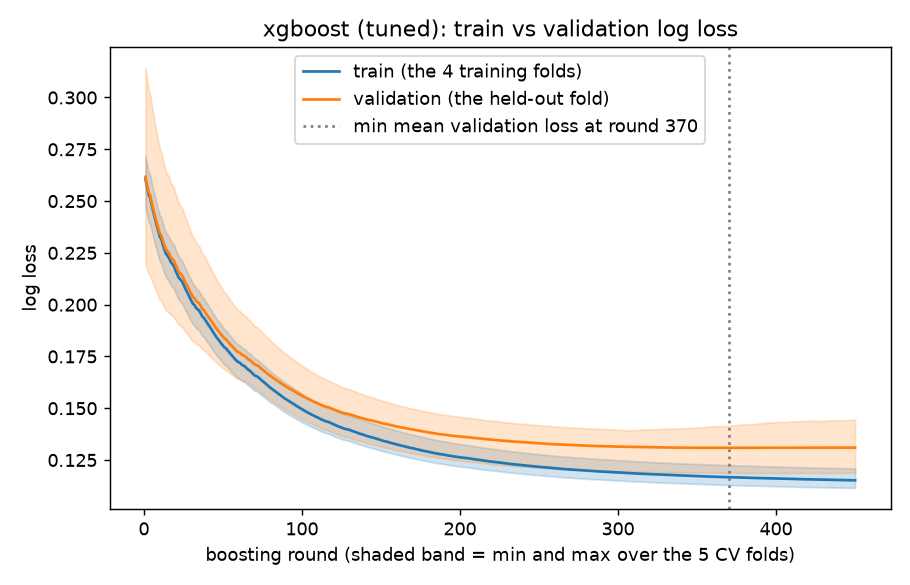 xgboost (tuned): train vs validation log loss
train (the 4 training folds)
validation (the held-out fold)
min mean validation loss at round 370
log loss
0.300
0.275
0.250
0.225
0.200
0.175
0.150
0.125
0
100
200
300
400
boosting round (shaded band = min and max over the 5 CV folds)